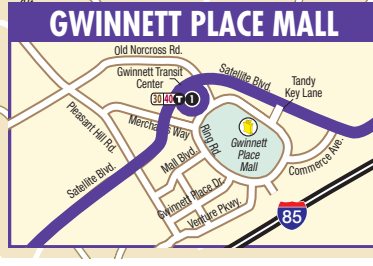 GWINNETT PLACE MALL
Old Norcross Rd.
Gwinnett Transit
Center
Satellite Blvd.
Tandy
Key Lane
30 40 T 1
Pleasant Hill Rd.
Merchants Way
Ring Rd
Gwinnett
Place
Mall
Mall Blvd.
Commerce Ave.
Satellite Blvd.
Gwinnett Place Dr.
Venture Pkwy.
85